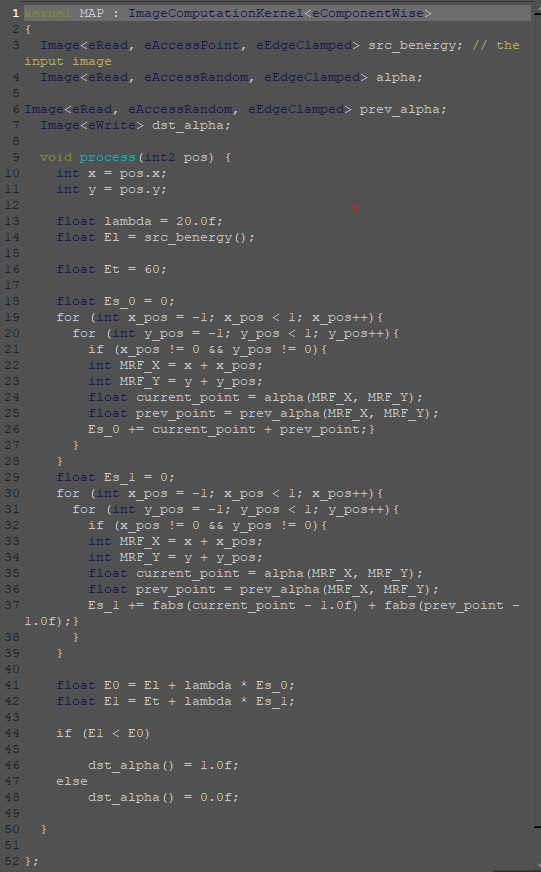 1 kernel MAP : ImageComputationKernel<eComponentWise>
2 {
3   Image<eRead, eAccessPoint, eEdgeClamped> src_benergy; // the
input image
4   Image<eRead, eAccessRandom, eEdgeClamped> alpha;
5
6 Image<eRead, eAccessRandom, eEdgeClamped> prev_alpha;
7   Image<eWrite> dst_alpha;
8
9   void process(int2 pos) {
10     int x = pos.x;
11     int y = pos.y;
12
13     float lambda = 20.0f;
14     float El = src_benergy();
15
16     float Et = 60;
17
18     float Es_0 = 0;
19     for (int x_pos = -1; x_pos < 1; x_pos++){
20       for (int y_pos = -1; y_pos < 1; y_pos++){
21         if (x_pos != 0 && y_pos != 0){
22         int MRF_X = x + x_pos;
23         int MRF_Y = y + y_pos;
24         float current_point = alpha(MRF_X, MRF_Y);
25         float prev_point = prev_alpha(MRF_X, MRF_Y);
26         Es_0 += current_point + prev_point;}
27       }
28     }
29     float Es_1 = 0;
30     for (int x_pos = -1; x_pos < 1; x_pos++){
31       for (int y_pos = -1; y_pos < 1; y_pos++){
32         if (x_pos != 0 && y_pos != 0){
33         int MRF_X = x + x_pos;
34         int MRF_Y = y + y_pos;
35         float current_point = alpha(MRF_X, MRF_Y);
36         float prev_point = prev_alpha(MRF_X, MRF_Y);
37         Es_1 += fabs(current_point - 1.0f) + fabs(prev_point -
1.0f);}
38       }
39     }
40
41     float E0 = El + lambda * Es_0;
42     float E1 = Et + lambda * Es_1;
43
44     if (E1 < E0)
45
46         dst_alpha() = 1.0f;
47     else
48         dst_alpha() = 0.0f;
49
50   }
51
52 };